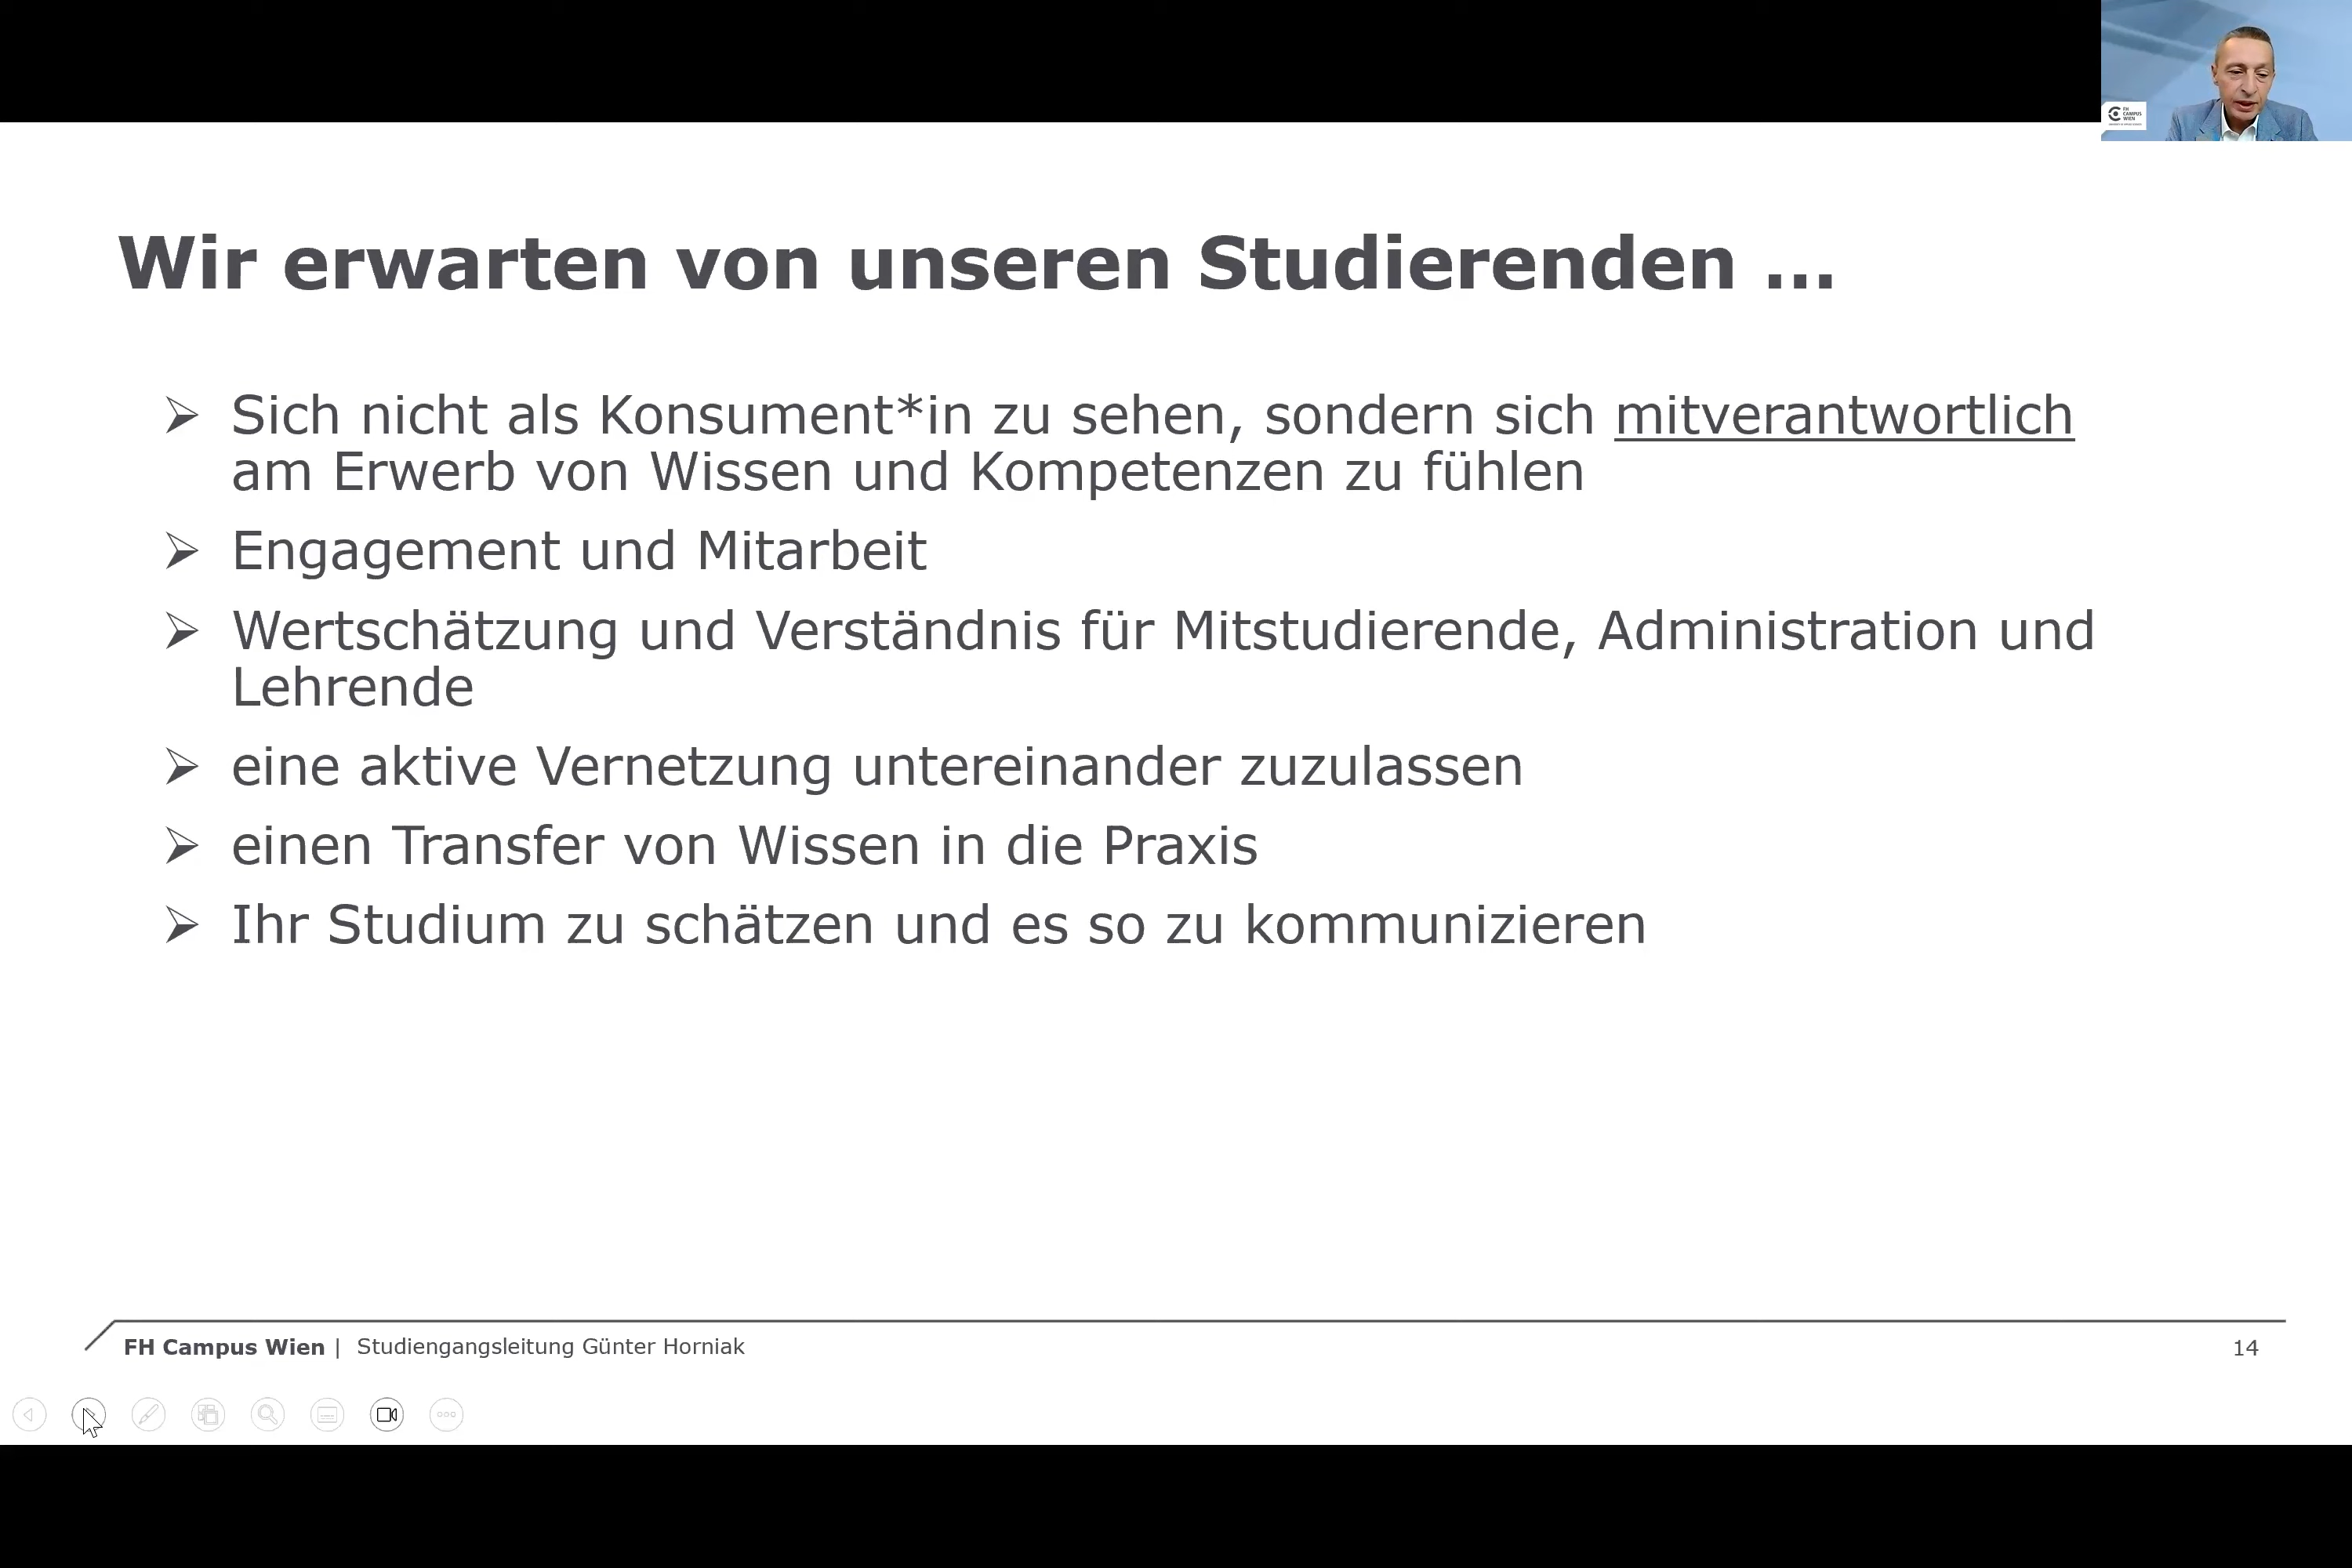 Wir erwarten von unseren Studierenden ...
Sich nicht als Konsument*in zu sehen, sondern sich mitverantwortlich
am Erwerb von Wissen und Kompetenzen zu fühlen
Engagement und Mitarbeit
Wertschätzung und Verständnis für Mitstudierende, Administration und
Lehrende
eine aktive Vernetzung untereinander zuzulassen
einen Transfer von Wissen in die Praxis
Ihr Studium zu schätzen und es so zu kommunizieren
FH Campus Wien | Studiengangsleitung Günter Horniak
14
FH
CAMPUS
WIEN